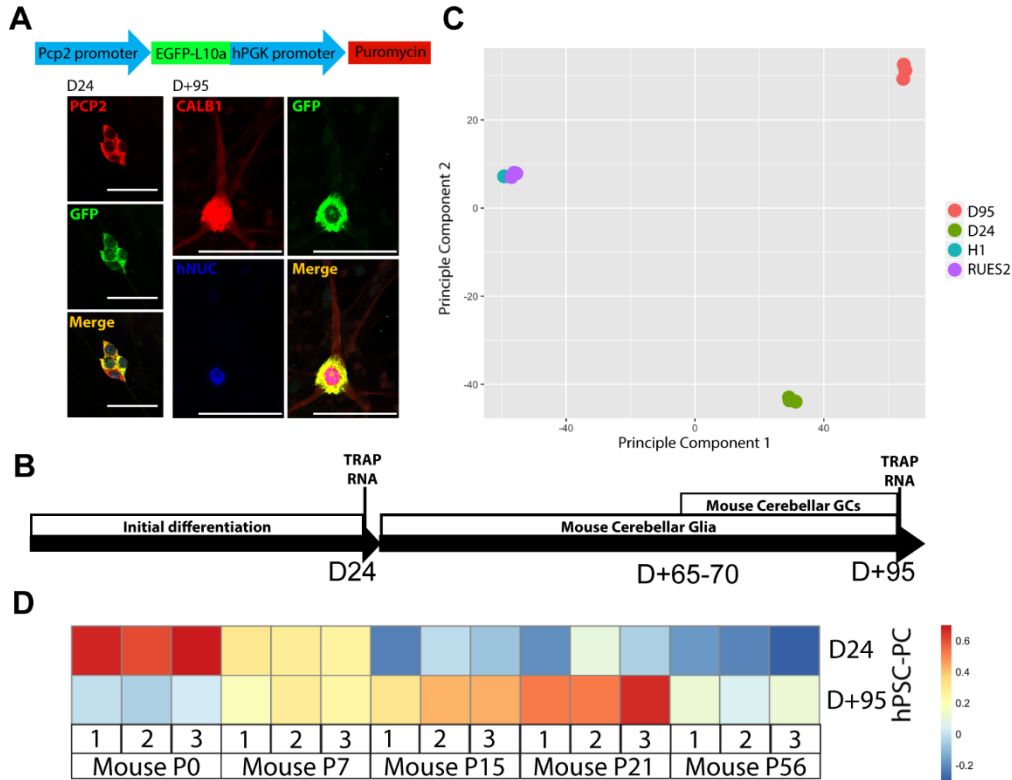 A
Pcp2 promoter EGFP-L10a hPGK promoter Puromycin
D24 D+95
PCP2 CALB1 GFP
GFP
hNUC Merge
Merge
C
20
0
-20
-40
-40 0 40
Principle Component 1
Principle Component 2
D95
D24
H1
RUES2
B
TRAP
RNA
TRAP
RNA
Mouse Cerebellar GCs
Initial differentiation Mouse Cerebellar Glia
D24 D+65-70 D+95
D
D24
D+95
hPSC-PC
1 2 3 1 2 3 1 2 3 1 2 3 1 2 3
Mouse P0 Mouse P7 Mouse P15 Mouse P21 Mouse P56
0.6
0.4
0.2
0
-0.2